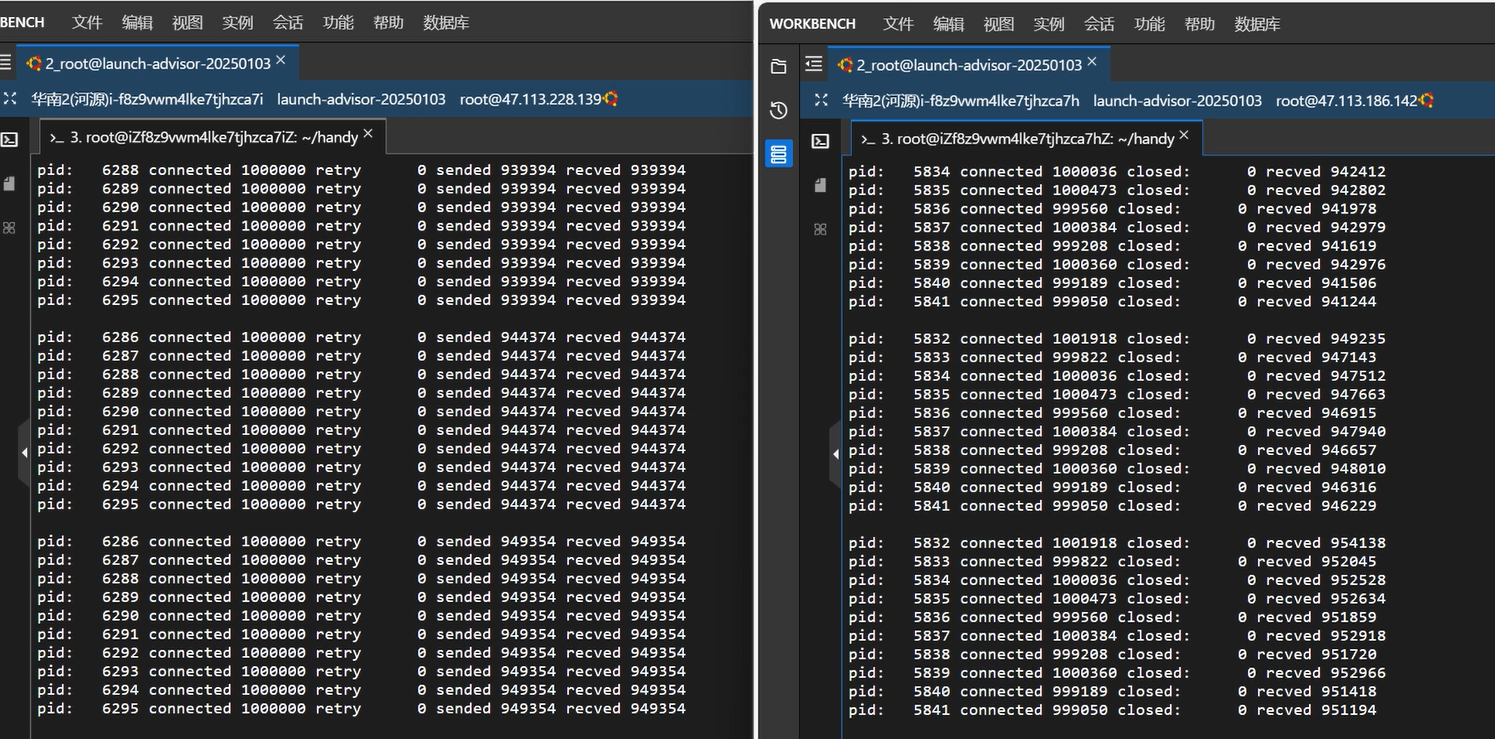 BENCH 文件 编辑 视图 实例 会话 功能 帮助 数据库
2_root@launch-advisor-20250103 ×
华南2(河源)i-f8z9vwm4lke7tjhzca7i launch-advisor-20250103 root@47.113.228.139
>_ 3. root@iZf8z9vwm4lke7tjhzca7iZ: ~/handy ×
pid: 6288 connected 1000000 retry 0 sended 939394 recved 939394
pid: 6289 connected 1000000 retry 0 sended 939394 recved 939394
pid: 6290 connected 1000000 retry 0 sended 939394 recved 939394
pid: 6291 connected 1000000 retry 0 sended 939394 recved 939394
pid: 6292 connected 1000000 retry 0 sended 939394 recved 939394
pid: 6293 connected 1000000 retry 0 sended 939394 recved 939394
pid: 6294 connected 1000000 retry 0 sended 939394 recved 939394
pid: 6295 connected 1000000 retry 0 sended 939394 recved 939394
pid: 6286 connected 1000000 retry 0 sended 944374 recved 944374
pid: 6287 connected 1000000 retry 0 sended 944374 recved 944374
pid: 6288 connected 1000000 retry 0 sended 944374 recved 944374
pid: 6289 connected 1000000 retry 0 sended 944374 recved 944374
pid: 6290 connected 1000000 retry 0 sended 944374 recved 944374
pid: 6291 connected 1000000 retry 0 sended 944374 recved 944374
pid: 6292 connected 1000000 retry 0 sended 944374 recved 944374
pid: 6293 connected 1000000 retry 0 sended 944374 recved 944374
pid: 6294 connected 1000000 retry 0 sended 944374 recved 944374
pid: 6295 connected 1000000 retry 0 sended 944374 recved 944374
pid: 6286 connected 1000000 retry 0 sended 949354 recved 949354
pid: 6287 connected 1000000 retry 0 sended 949354 recved 949354
pid: 6288 connected 1000000 retry 0 sended 949354 recved 949354
pid: 6289 connected 1000000 retry 0 sended 949354 recved 949354
pid: 6290 connected 1000000 retry 0 sended 949354 recved 949354
pid: 6291 connected 1000000 retry 0 sended 949354 recved 949354
pid: 6292 connected 1000000 retry 0 sended 949354 recved 949354
pid: 6293 connected 1000000 retry 0 sended 949354 recved 949354
pid: 6294 connected 1000000 retry 0 sended 949354 recved 949354
pid: 6295 connected 1000000 retry 0 sended 949354 recved 949354
WORKBENCH 文件 编辑 视图 实例 会话 功能 帮助 数据库
2_root@launch-advisor-20250103 ×
华南2(河源)i-f8z9vwm4lke7tjhzca7h launch-advisor-20250103 root@47.113.186.142
>_ 3. root@iZf8z9vwm4lke7tjhzca7hZ: ~/handy ×
pid: 5834 connected 1000036 closed: 0 recved 942412
pid: 5835 connected 1000473 closed: 0 recved 942802
pid: 5836 connected 999560 closed: 0 recved 941978
pid: 5837 connected 1000384 closed: 0 recved 942979
pid: 5838 connected 999208 closed: 0 recved 941619
pid: 5839 connected 1000360 closed: 0 recved 942976
pid: 5840 connected 999189 closed: 0 recved 941506
pid: 5841 connected 999050 closed: 0 recved 941244
pid: 5832 connected 1001918 closed: 0 recved 949235
pid: 5833 connected 999822 closed: 0 recved 947143
pid: 5834 connected 1000036 closed: 0 recved 947512
pid: 5835 connected 1000473 closed: 0 recved 947663
pid: 5836 connected 999560 closed: 0 recved 946915
pid: 5837 connected 1000384 closed: 0 recved 947940
pid: 5838 connected 999208 closed: 0 recved 946657
pid: 5839 connected 1000360 closed: 0 recved 948010
pid: 5840 connected 999189 closed: 0 recved 946316
pid: 5841 connected 999050 closed: 0 recved 946229
pid: 5832 connected 1001918 closed: 0 recved 954138
pid: 5833 connected 999822 closed: 0 recved 952045
pid: 5834 connected 1000036 closed: 0 recved 952528
pid: 5835 connected 1000473 closed: 0 recved 952634
pid: 5836 connected 999560 closed: 0 recved 951859
pid: 5837 connected 1000384 closed: 0 recved 952918
pid: 5838 connected 999208 closed: 0 recved 951720
pid: 5839 connected 1000360 closed: 0 recved 952966
pid: 5840 connected 999189 closed: 0 recved 951418
pid: 5841 connected 999050 closed: 0 recved 951194